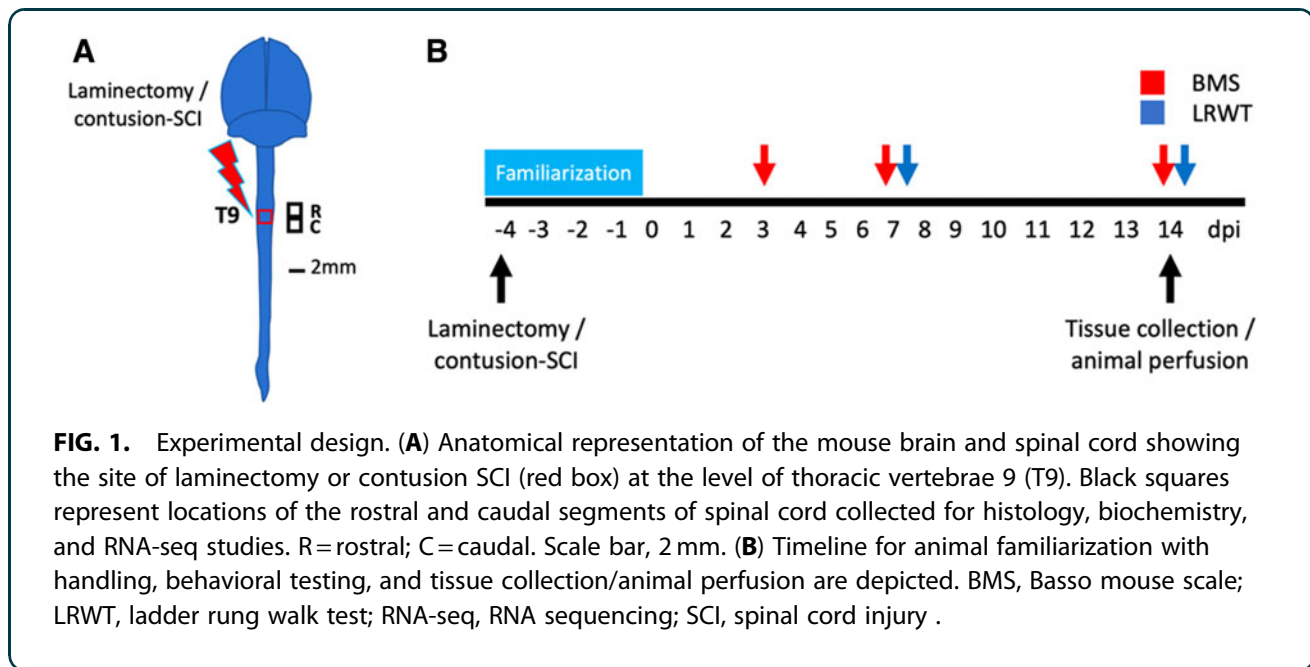 A
Laminectomy /
contusion-SCI
T9
R
C
2mm
B
BMS
LRWT
Familiarization
-4 -3 -2 -1 0 1 2 3 4 5 6 7 8 9 10 11 12 13 14 dpi
Laminectomy /
contusion-SCI
Tissue collection /
animal perfusion
FIG. 1. Experimental design. (A) Anatomical representation of the mouse brain and spinal cord showing
the site of laminectomy or contusion SCI (red box) at the level of thoracic vertebrae 9 (T9). Black squares
represent locations of the rostral and caudal segments of spinal cord collected for histology, biochemistry,
and RNA-seq studies. R = rostral; C = caudal. Scale bar, 2 mm. (B) Timeline for animal familiarization with
handling, behavioral testing, and tissue collection/animal perfusion are depicted. BMS, Basso mouse scale;
LRWT, ladder rung walk test; RNA-seq, RNA sequencing; SCI, spinal cord injury .